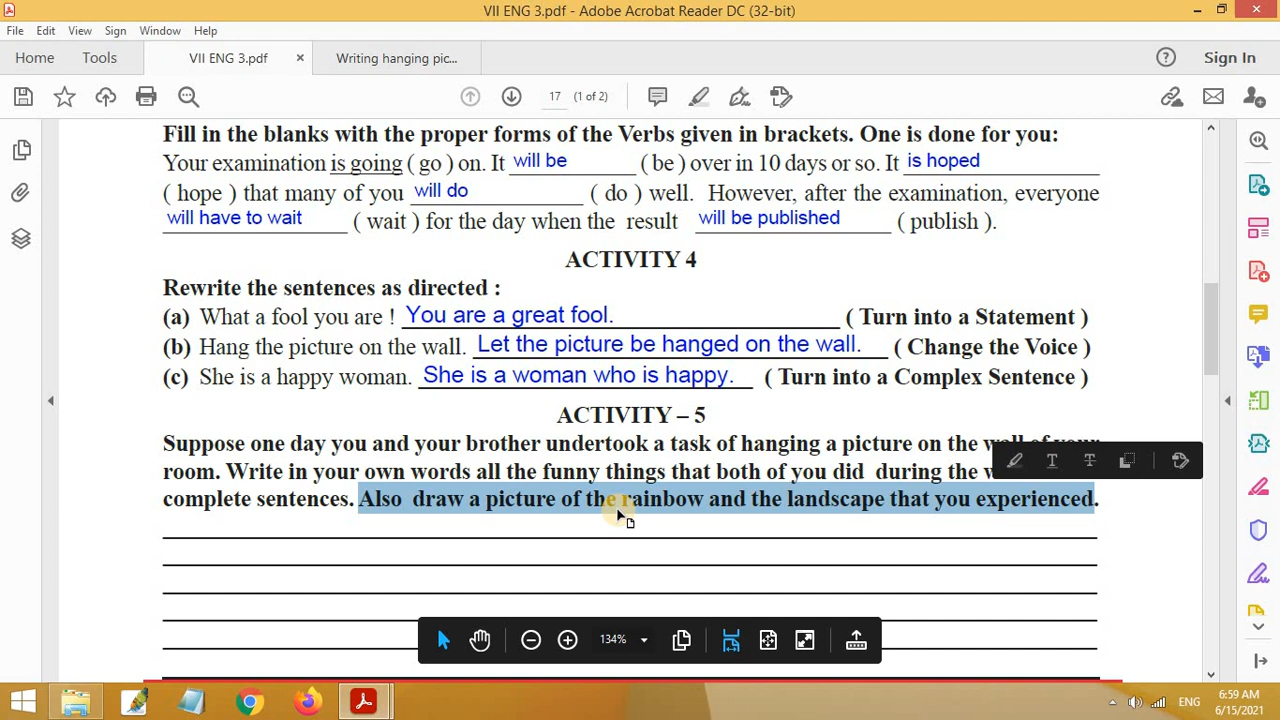 VII ENG 3.pdf - Adobe Acrobat Reader DC (32-bit)
File Edit View Sign Window Help
Home Tools VII ENG 3.pdf × Writing hanging pic... Sign In
17 (1 of 2)
Fill in the blanks with the proper forms of the Verbs given in brackets. One is done for you:
Your examination is going ( go ) on. It will be ( be ) over in 10 days or so. It is hoped
( hope ) that many of you will do ( do ) well. However, after the examination, everyone
will have to wait ( wait ) for the day when the result will be published ( publish ).
ACTIVITY 4
Rewrite the sentences as directed :
(a) What a fool you are ! You are a great fool. ( Turn into a Statement )
(b) Hang the picture on the wall. Let the picture be hanged on the wall. ( Change the Voice )
(c) She is a happy woman. She is a woman who is happy. ( Turn into a Complex Sentence )
ACTIVITY – 5
Suppose one day you and your brother undertook a task of hanging a picture on the wall of your
room. Write in your own words all the funny things that both of you did during the
complete sentences. Also draw a picture of the rainbow and the landscape that you experienced.
134%
ENG
6:59 AM
6/15/2021